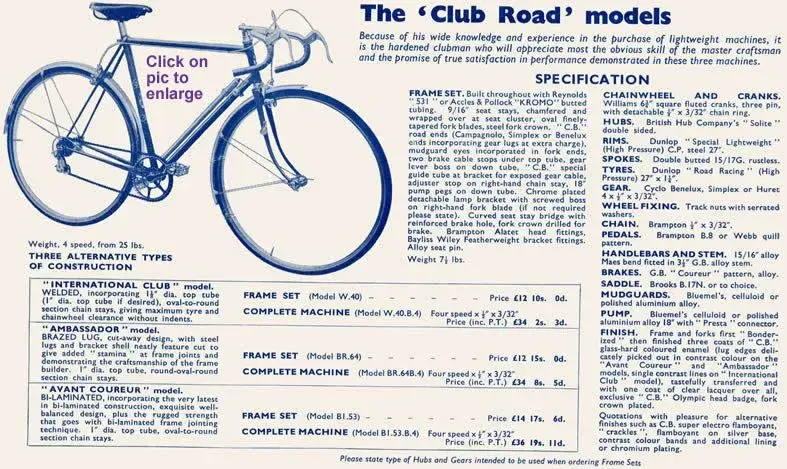 The 'Club Road' models
Because of his wide knowledge and experience in the purchase of lightweight machines, it
is the hardened clubman who will appreciate most the obvious skill of the master craftsman
and the promise of true satisfaction in performance demonstrated in these three machines.
Click on
pic to
enlarge
SPECIFICATION
FRAME SET. Built throughout with Reynolds
"531" or Accles & Pollock "KROMO" butted
tubing. 9/16" seat stays, chamfered and
wrapped over at seat cluster, oval finely-
tapered fork blades, steel fork crown. "C.B."
road ends (Campagnolo, Simplex or Benelux
ends incorporating gear lugs at extra charge),
mudguard eyes incorporated in fork ends,
two brake cable stops under top tube, gear
lever boss on down tube, "C.B." special
guide tube at bracket for exposed gear cable,
adjuster stop on right-hand chain stay, 18"
pump pegs on down tube. Chrome plated
detachable lamp bracket with screwed boss
on right-hand fork blade (if not required
please state). Curved seat stay bridge with
reinforced brake hole, fork crown drilled for
brake. Brampton Alatet head fittings,
Bayliss Wiley Featherweight bracket fittings.
Alloy seat pin.
Weight 7½ lbs.
CHAINWHEEL AND CRANKS.
Williams 6¾" square fluted cranks, three pin,
with detachable ½" x 3/32" chain ring.
HUBS. British Hub Company's "Solite"
double sided.
RIMS. Dunlop "Special Lightweight"
(High Pressure) C.P. steel 27".
SPOKES. Double butted 15/17G. rustless.
TYRES. Dunlop "Road Racing" (High
Pressure) 27" x 1¼".
GEAR. Cyclo Benelux, Simplex or Huret
4 x ½" x 3/32".
WHEEL FIXING. Track nuts with serrated
washers.
CHAIN. Brampton ½" x 3/32".
PEDALS. Brampton B.8 or Webb quill
pattern.
HANDLEBARS AND STEM. 15/16" alloy
Maes bend fitted in 3½" G.B. alloy stem.
BRAKES. G.B. "Coureur" pattern, alloy.
SADDLE. Brooks B.17N. or to choice.
MUDGUARDS. Bluemel's, celluloid or
polished aluminium alloy.
PUMP. Bluemel's, celluloid or polished
aluminium alloy 18" with "Presta" connector.
FINISH. Frame and forks first "Bonder-
ized" then finished three coats of "C.B."
glass-hard coloured enamel (lug edges deli-
cately picked out in contrast colour on the
"Avant Coureur" and "Ambassador"
models, single contrast lines on "International
Club" model), tastefully transferred and
with one coat of clear lacquer over all,
exclusive "C.B." Olympic head badge, fork
crown plated.
Quotations with pleasure for alternative
finishes such as C.B. super electro flamboyant,
"crackles", flamboyant on silver base,
contrast colour bands and additional lining
or chromium plating.
Weight, 4 speed, from 25 lbs.
THREE ALTERNATIVE TYPES
OF CONSTRUCTION
"INTERNATIONAL CLUB" model.
WELDED, incorporating 1⅛" dia. top tube
(1" dia. top tube if desired), oval-to-round
section chain stays, giving maximum tyre and
chainwheel clearance without indents.
FRAME SET (Model W.40) – – – – – Price £12 10s. 0d.
COMPLETE MACHINE (Model W.40.B.4) Four speed x ½" x 3/32"
Price (inc. P.T.) £34 2s. 3d.
"AMBASSADOR" model.
BRAZED LUG, cut-away design, with steel
lugs and bracket shell neatly feature cut to
give added "stamina" at frame joints and
demonstrating the craftsmanship of the frame
builder. 1" dia. top tube, round-oval-round
section chain stays.
FRAME SET (Model BR.64) – – – – – Price £12 15s. 0d.
COMPLETE MACHINE (Model BR.64B.4) Four speed x ½" x 3/32"
Price (inc. P.T.) £34 8s. 5d.
"AVANT COUREUR" model.
BI-LAMINATED, incorporating the very latest
in bi-laminated construction, exquisite well-
balanced design, plus the rugged strength
that goes with bi-laminated frame jointing
technique. 1" dia. top tube, oval-to-round
section chain stays.
FRAME SET (Model B1.53) – – – – – Price £14 17s. 6d.
COMPLETE MACHINE (Model B1.53.B.4) Four speed x ½" x 3/32"
Price (inc. P.T.) £36 19s. 11d.
Please state type of Hubs and Gears intended to be used when ordering Frame Sets